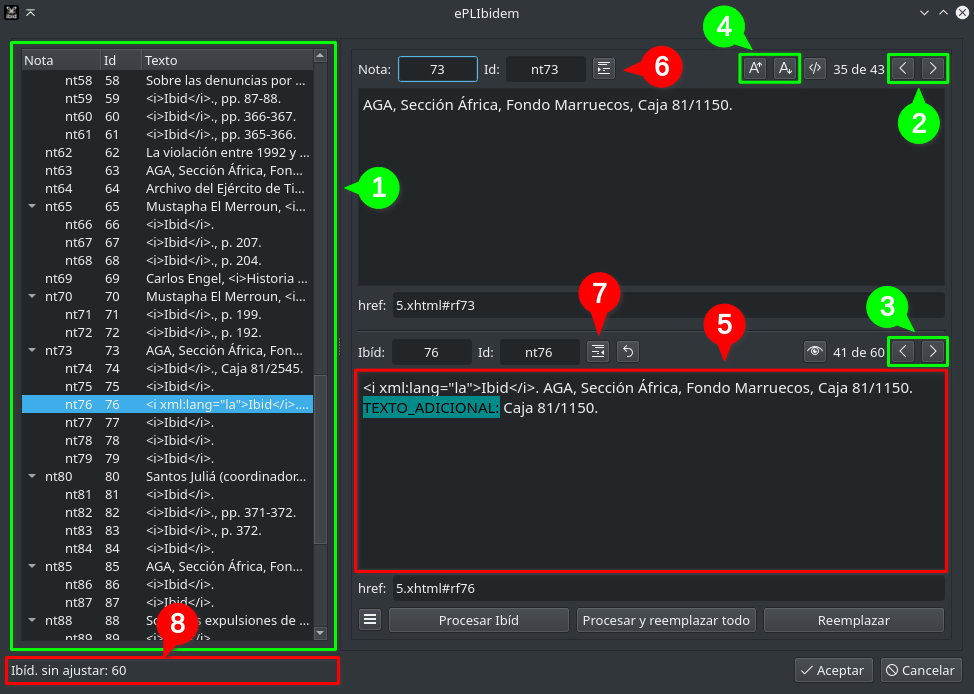 ePLIbidem
Nota Id Texto
nt58 58 Sobre las denuncias por ...
nt59 59 <i>Ibid</i>, pp. 87-88.
nt60 60 <i>Ibid</i>., pp. 366-367.
nt61 61 <i>Ibid</i>., pp. 365-366.
nt62 62 La violación entre 1992 y ...
nt63 63 AGA, Sección África, Fon...
nt64 64 Archivo del Ejército de Ti...
nt65 65 Mustapha El Merroun, <i...
nt66 66 <i>Ibid</i>.
nt67 67 <i>Ibid</i>., p. 207.
nt68 68 <i>Ibid</i>., p. 204.
nt69 69 Carlos Engel, <i>Historia ...
nt70 70 Mustapha El Merroun, <i...
nt71 71 <i>Ibid</i>., p. 199.
nt72 72 <i>Ibid</i>., p. 192.
nt73 73 AGA, Sección África, Fon...
nt74 74 <i>Ibid</i>., Caja 81/2545.
nt75 75 <i>Ibid</i>.
nt76 76 <i xml:lang="la">Ibid</i>....
nt77 77 <i>Ibid</i>.
nt78 78 <i>Ibid</i>.
nt79 79 <i>Ibid</i>.
nt80 80 Santos Juliá (coordinador...
nt81 81 <i>Ibid</i>.
nt82 82 <i>Ibid</i>., pp. 371-372.
nt83 83 <i>Ibid</i>., p. 372.
nt84 84 <i>Ibid</i>.
nt85 85 AGA, Sección África, Fon...
nt86 86 <i>Ibid</i>.
nt87 87 <i>Ibid</i>.
nt88 88 expulsiones de ...
nt89 89
8
Ibíd. sin ajustar: 60
1
4
Nota: 73 Id: nt73 6 A A </> 35 de 43 < >
2
AGA, Sección África, Fondo Marruecos, Caja 81/1150.
href: 5.xhtml#rf73
7
5
3
Ibíd: 76 Id: nt76 41 de 60 < >
<i xml:lang="la">Ibid</i>. AGA, Sección África, Fondo Marruecos, Caja 81/1150.
TEXTO_ADICIONAL: Caja 81/1150.
href: 5.xhtml#rf76
Procesar Ibíd Procesar y reemplazar todo Reemplazar
Aceptar Cancelar